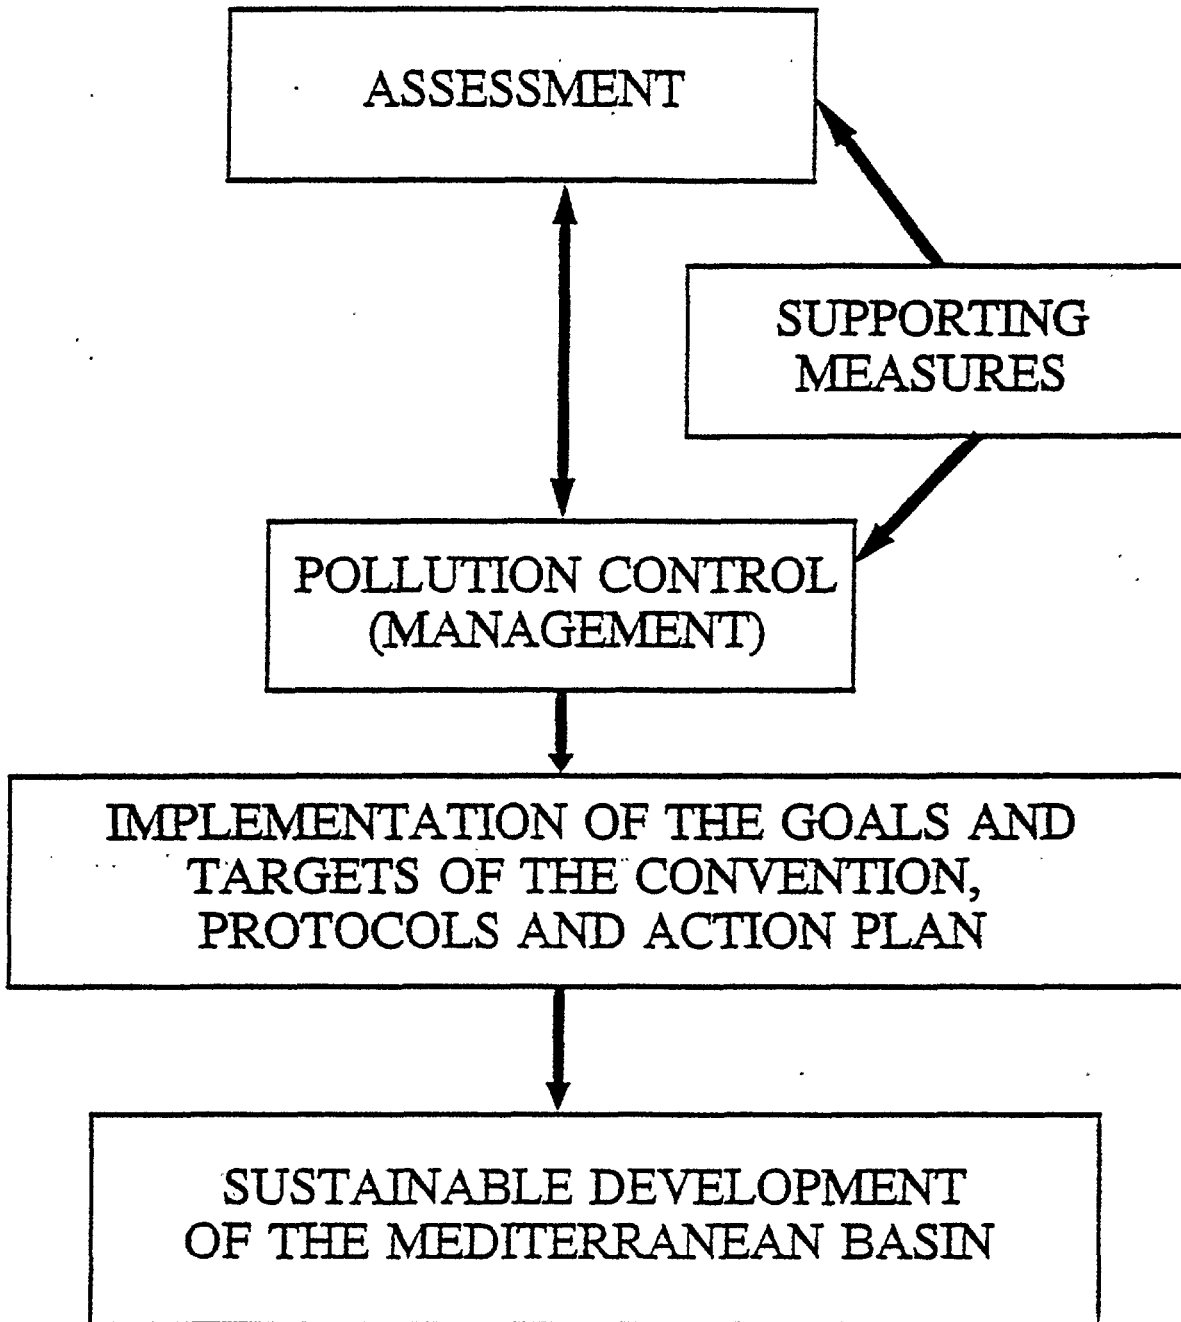 ASSESSMENT
SUPPORTING
MEASURES
POLLUTION CONTROL
(MANAGEMENT)
IMPLEMENTATION OF THE GOALS AND
TARGETS OF THE CONVENTION,
PROTOCOLS AND ACTION PLAN
SUSTAINABLE DEVELOPMENT
OF THE MEDITERRANEAN BASIN